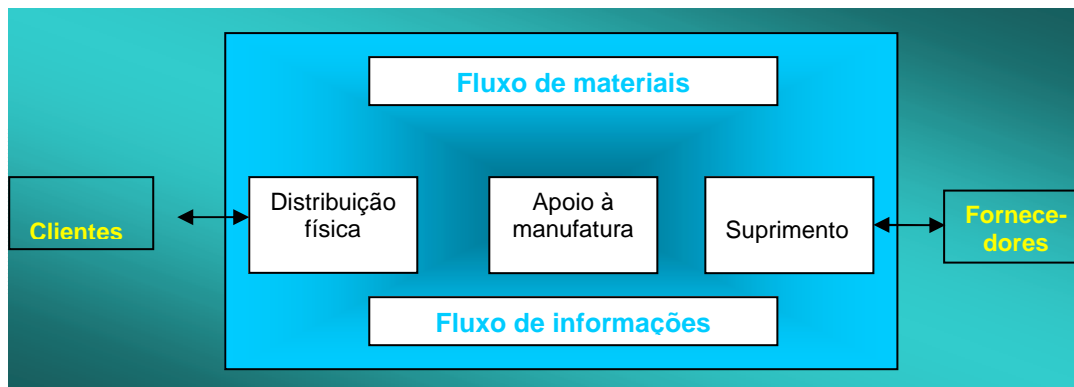 Fluxo de materiais
Clientes
Distribuição
física
Apoio à
manufatura
Suprimento
Fornece-
dores
Fluxo de informações